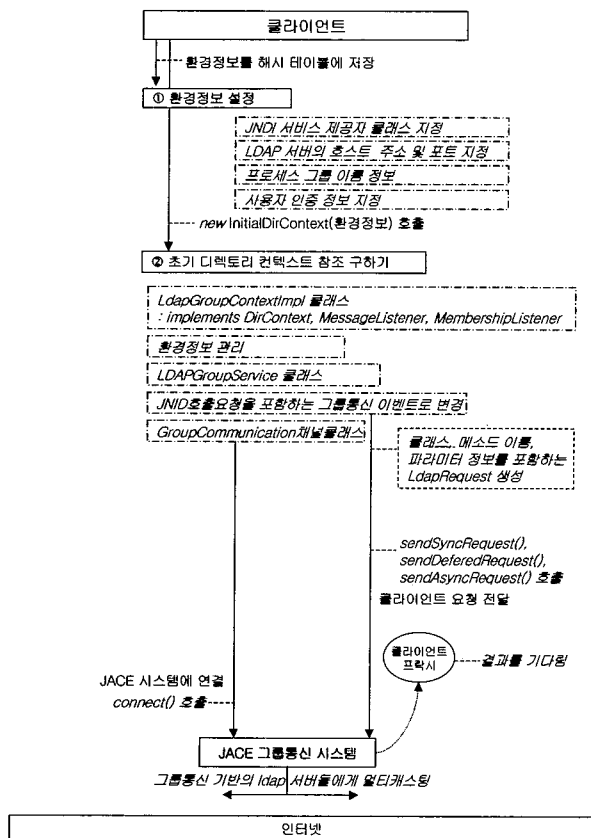 클라이언트
환경정보를 해시 테이블에 저장
① 환경정보 설정
JNDI 서비스 제공자 클래스 지정
LDAP 서버의 호스트 주소 및 포트 지정
프로세스 그룹 이름 정보
사용자 인증 정보 지정
new InitialDirContext(환경정보) 호출
② 초기 디렉토리 컨텍스트 참조 구하기
LdapGroupContextImpl 클래스
: implements DirContext, MessageListener, MembershipListener
환경정보 관리
LDAPGroupService 클래스
JNID호출요청을 포함하는 그룹통신 이벤트로 변경
GroupCommunication채널클래스
클래스, 메소드 이름,
파라미터 정보를 포함하는
LdapRequest 생성
sendSyncRequest(),
sendDeferedRequest(),
sendAsyncRequest() 호출
클라이언트 요청 전달
클라이언트
프락시
결과를 기다림
JACE 시스템에 연결
connect() 호출
JACE 그룹통신 시스템
그룹통신 기반의 ldap 서버들에게 멀티캐스팅
인터넷